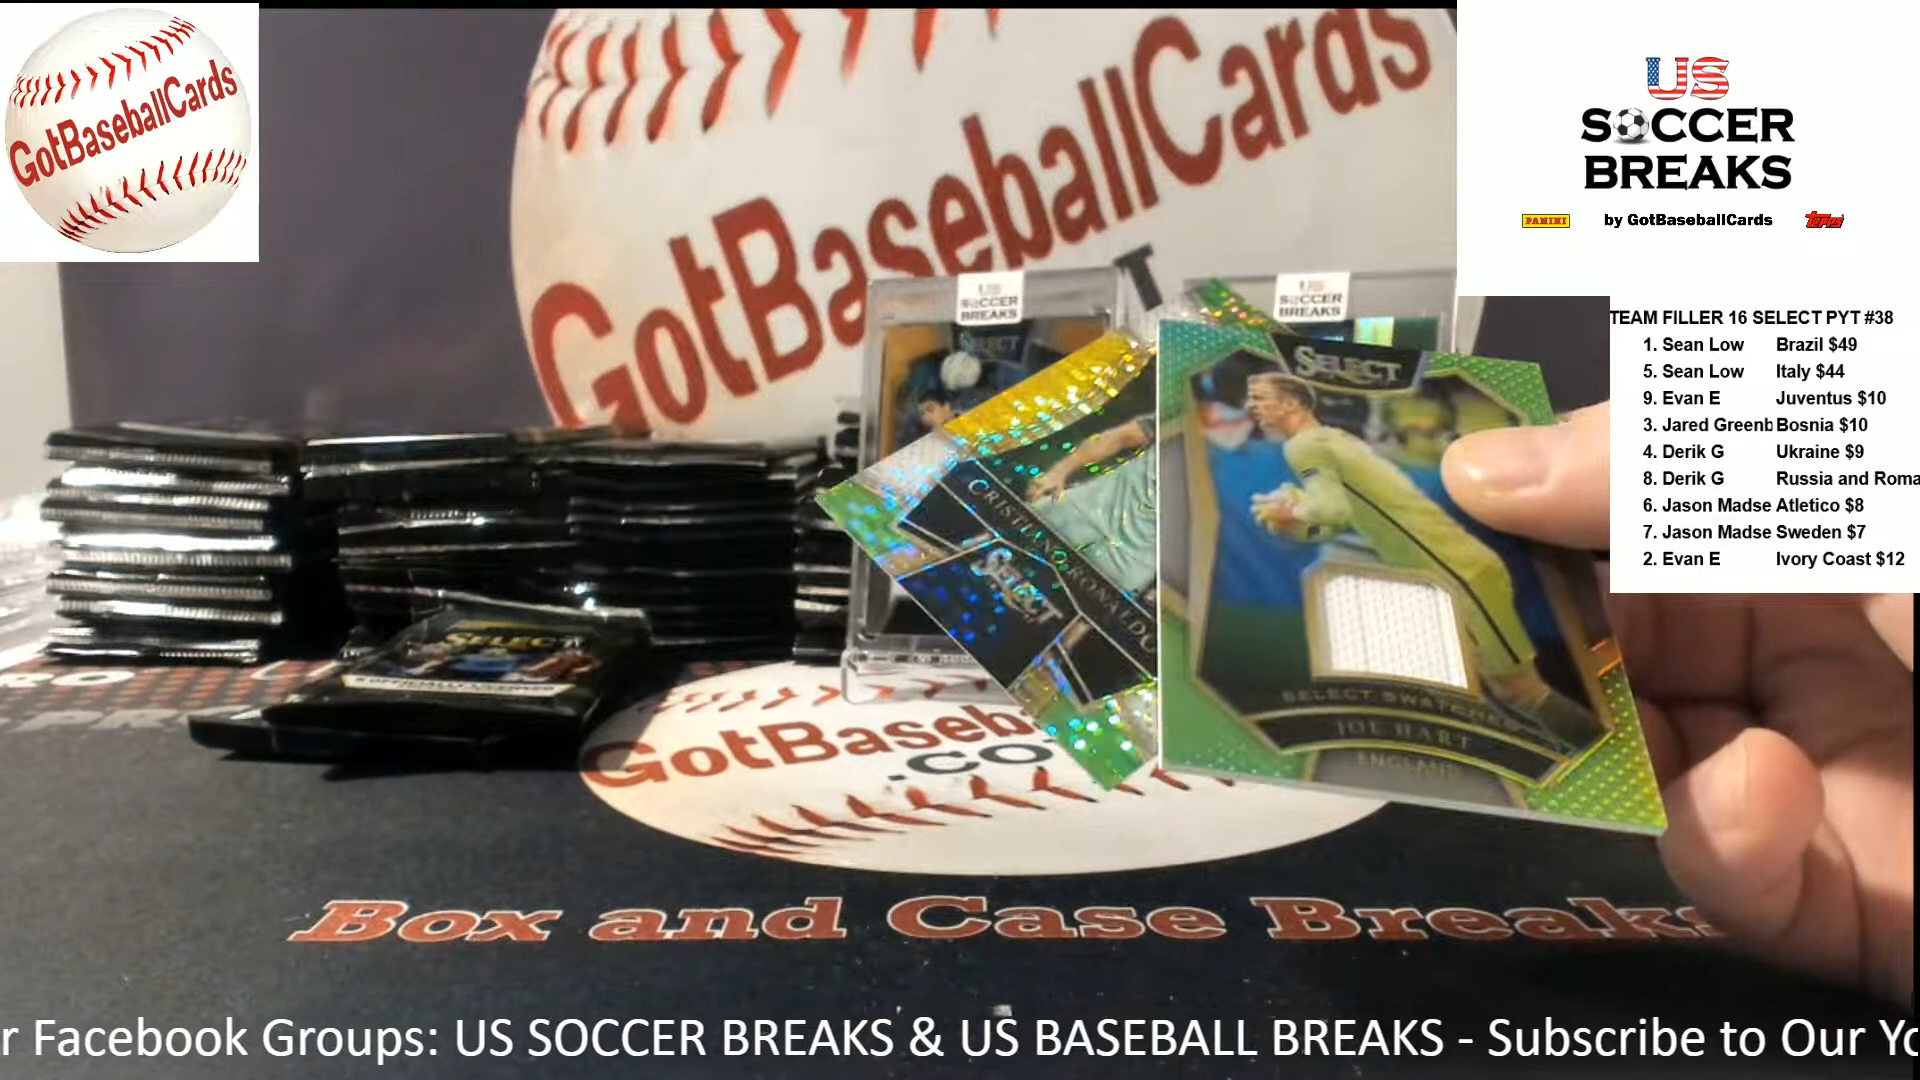 GotBaseballCards
GotBaseballCards
US
SOCCER
BREAKS
PANINI
by GotBaseballCards
Topps
TEAM FILLER 16 SELECT PYT #38
1. Sean Low Brazil $49
5. Sean Low Italy $44
9. Evan E Juventus $10
3. Jared Greenb Bosnia $10
4. Derik G Ukraine $9
8. Derik G Russia and Roma
6. Jason Madse Atletico $8
7. Jason Madse Sweden $7
2. Evan E Ivory Coast $12
US
SOCCER
BREAKS
US
SOCCER
BREAKS
SELECT
SELECT
CRISTIANO RONALDO
SELECT
SELECT SWATCHES
JOE HART
ENGLAND
SELECT
GotBaseb
.CO
Box and Case Breaks
r Facebook Groups: US SOCCER BREAKS & US BASEBALL BREAKS - Subscribe to Our Yo